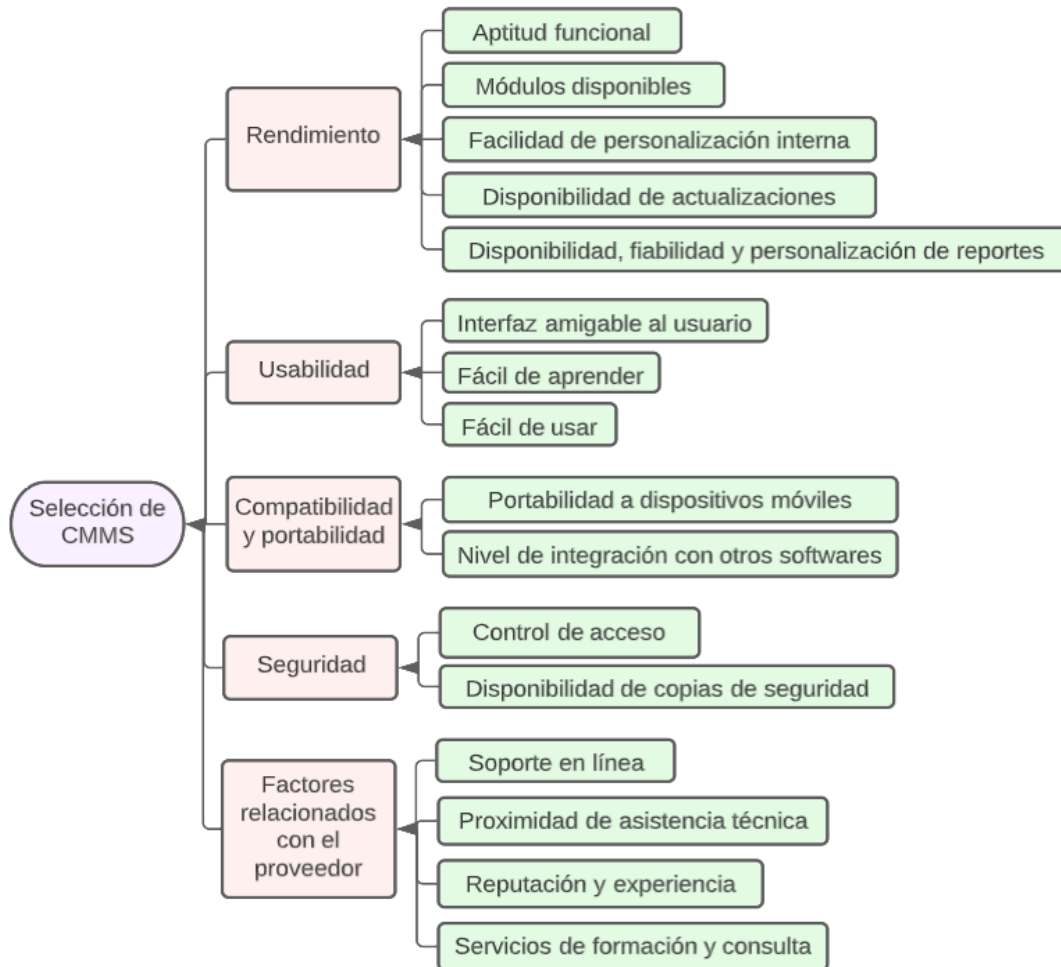 Selección de
CMMS
Rendimiento
Aptitud funcional
Módulos disponibles
Facilidad de personalización interna
Disponibilidad de actualizaciones
Disponibilidad, fiabilidad y personalización de reportes
Usabilidad
Interfaz amigable al usuario
Fácil de aprender
Fácil de usar
Compatibilidad
y portabilidad
Portabilidad a dispositivos móviles
Nivel de integración con otros softwares
Seguridad
Control de acceso
Disponibilidad de copias de seguridad
Factores
relacionados
con el
proveedor
Soporte en línea
Proximidad de asistencia técnica
Reputación y experiencia
Servicios de formación y consulta